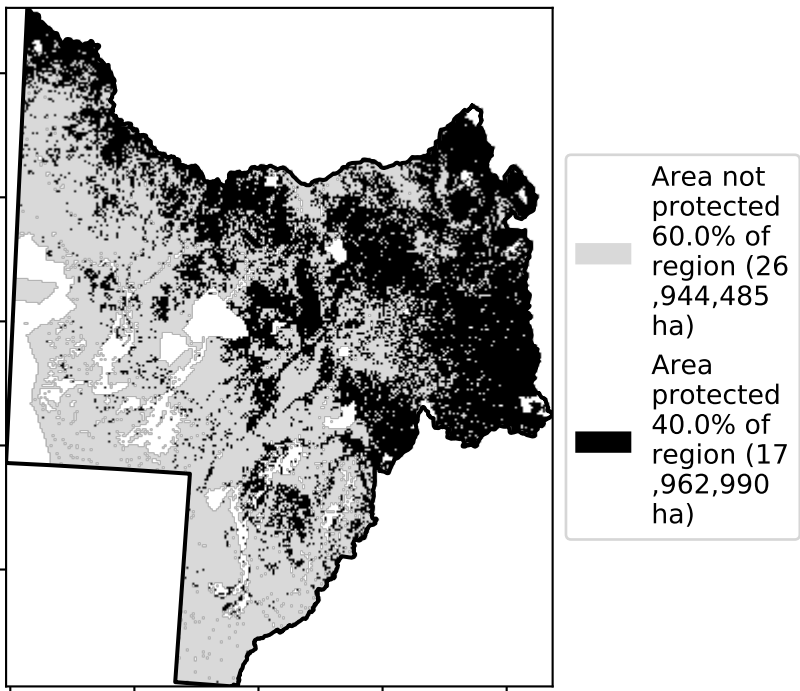 Area not
protected
60.0% of
region (26
,944,485
ha)
Area
protected
40.0% of
region (17
,962,990
ha)